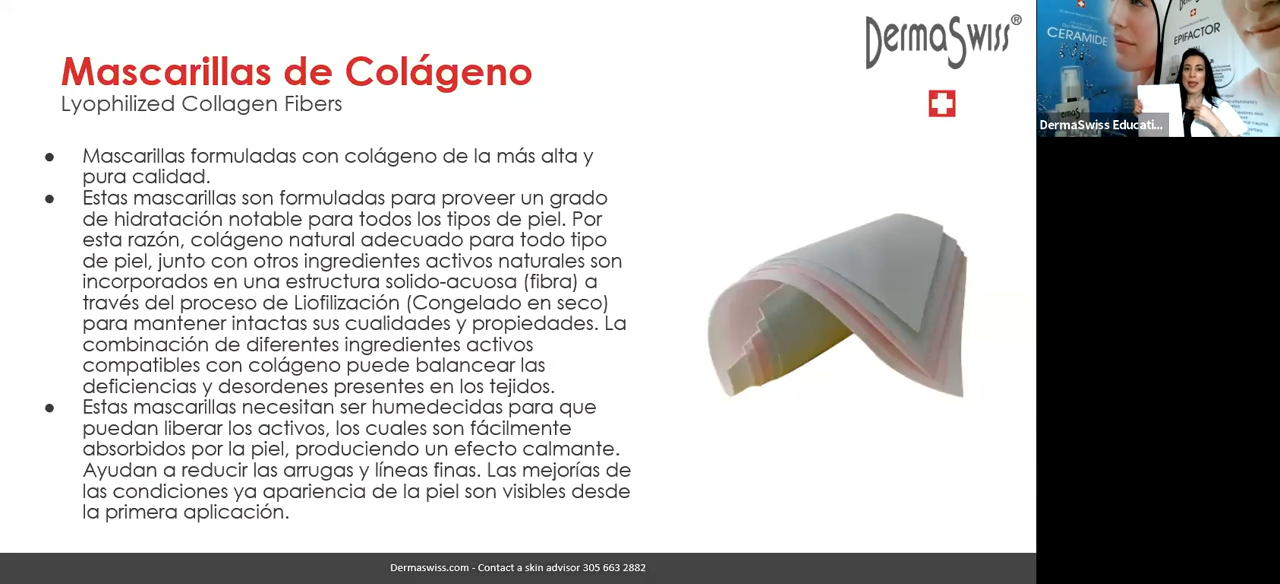 DermaSwiss®
Mascarillas de Colágeno
Lyophilized Collagen Fibers
● Mascarillas formuladas con colágeno de la más alta y
pura calidad.
● Estas mascarillas son formuladas para proveer un grado
de hidratación notable para todos los tipos de piel. Por
esta razón, colágeno natural adecuado para todo tipo
de piel, junto con otros ingredientes activos naturales son
incorporados en una estructura solido-acuosa (fibra) a
través del proceso de Liofilización (Congelado en seco)
para mantener intactas sus cualidades y propiedades. La
combinación de diferentes ingredientes activos
compatibles con colágeno puede balancear las
deficiencias y desordenes presentes en los tejidos.
● Estas mascarillas necesitan ser humedecidas para que
puedan liberar los activos, los cuales son fácilmente
absorbidos por la piel, produciendo un efecto calmante.
Ayudan a reducir las arrugas y líneas finas. Las mejorías de
las condiciones ya apariencia de la piel son visibles desde
la primera aplicación.
Dermaswiss.com - Contact a skin advisor 305 663 2882
CERAMIDE
EPIFACTOR
DermaSwiss Educati...